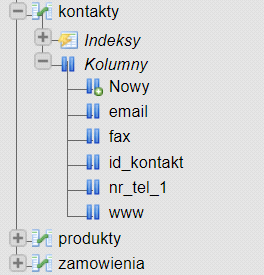 kontakty
Indeksy
Kolumny
Nowy
email
fax
id_kontakt
nr_tel_1
www
produkty
zamowienia